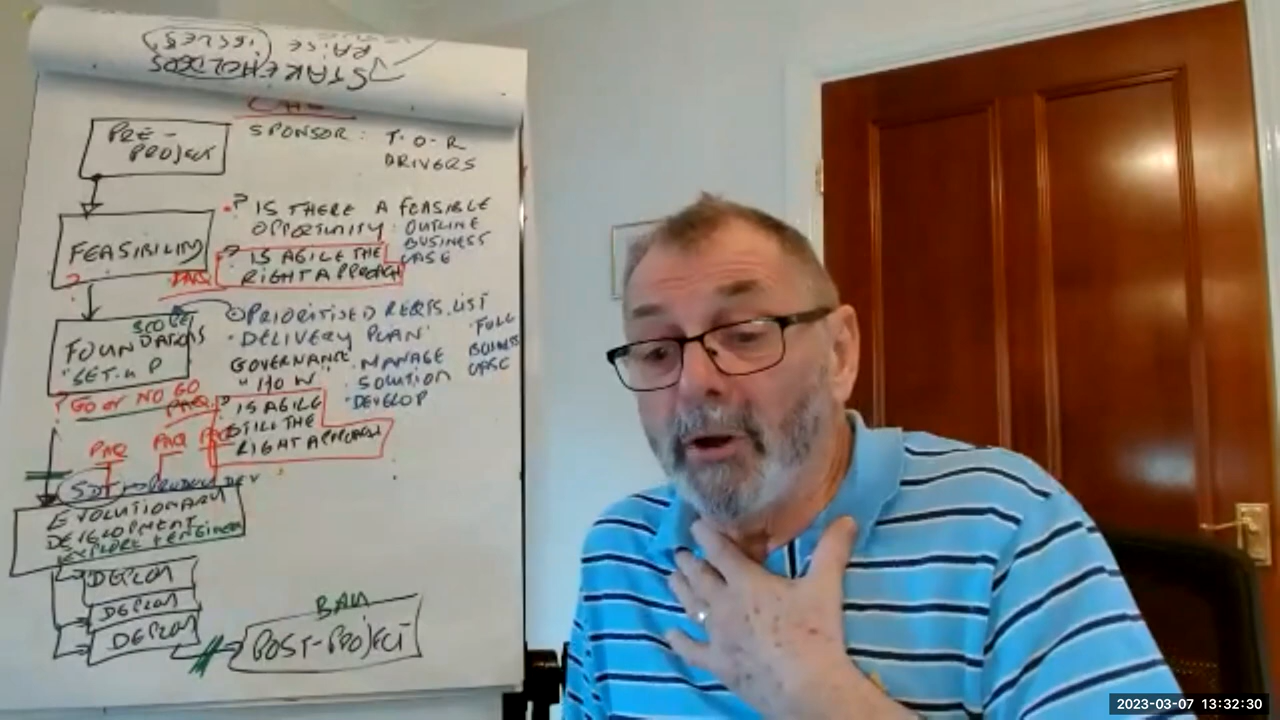 RAISE ISSUES
STAKEHOLDERS
PRE-
PROJECT
SPONSOR: T.O.R
DRIVERS
? IS THERE A FEASIBLE
OPPORTUNITY: OUTLINE
BUSINESS
CASE
FEASIBILITY
? IS AGILE THE
RIGHT APPROACH
?
PAQ
PRIORITISED REQTS. LIST
SCOPE
FOUNDATIONS
"SET-UP
DELIVERY PLAN
GOVERNANCE
"HOW"
MANAGE
SOLUTION
DEVELOP
FULL
BUSINESS
CASE
? GO or NO GO
PAQ
? IS AGILE
STILL THE
RIGHT APPROACH
PAQ PAQ
EVOLUTIONARY
DEVELOPMENT
DEPLOY
DEPLOY
DEPLOY
BAU
POST-PROJECT
2023-03-07 13:32:30